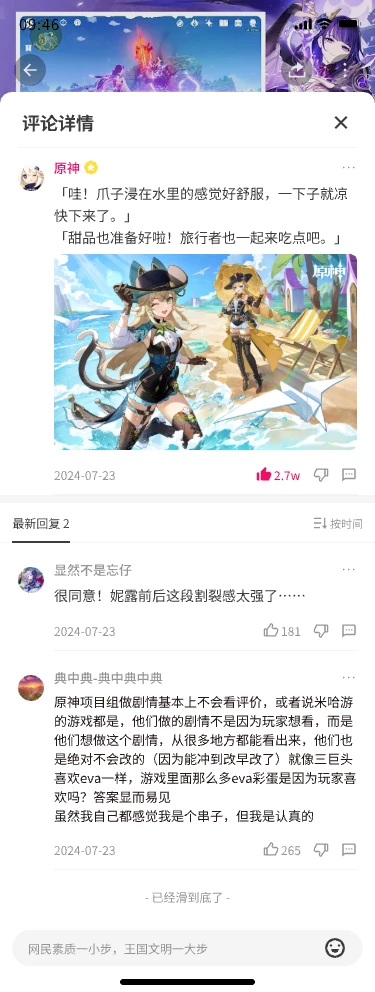 09:46
评论详情
原神
「哇！爪子浸在水里的感觉好舒服，一下子就凉
快下来了。」
「甜品也准备好啦！旅行者也一起来吃点吧。」
原神
2024-07-23
2.7w
最新回复 2
按时间
显然不是忘仔
很同意！妮露前后这段割裂感太强了……
2024-07-23
181
典中典-典中典中典
原神项目组做剧情基本上不会看评价，或者说米哈游
的游戏都是，他们做的剧情不是因为玩家想看，而是
他们想做这个剧情，从很多地方都能看出来，他们也
是绝对不会改的（因为能冲到改早改了）就像三巨头
喜欢eva一样，游戏里面那么多eva彩蛋是因为玩家喜
欢吗？答案显而易见
虽然我自己都感觉我是个串子，但我是认真的
2024-07-23
265
- 已经滑到底了 -
网民素质一小步，王国文明一大步